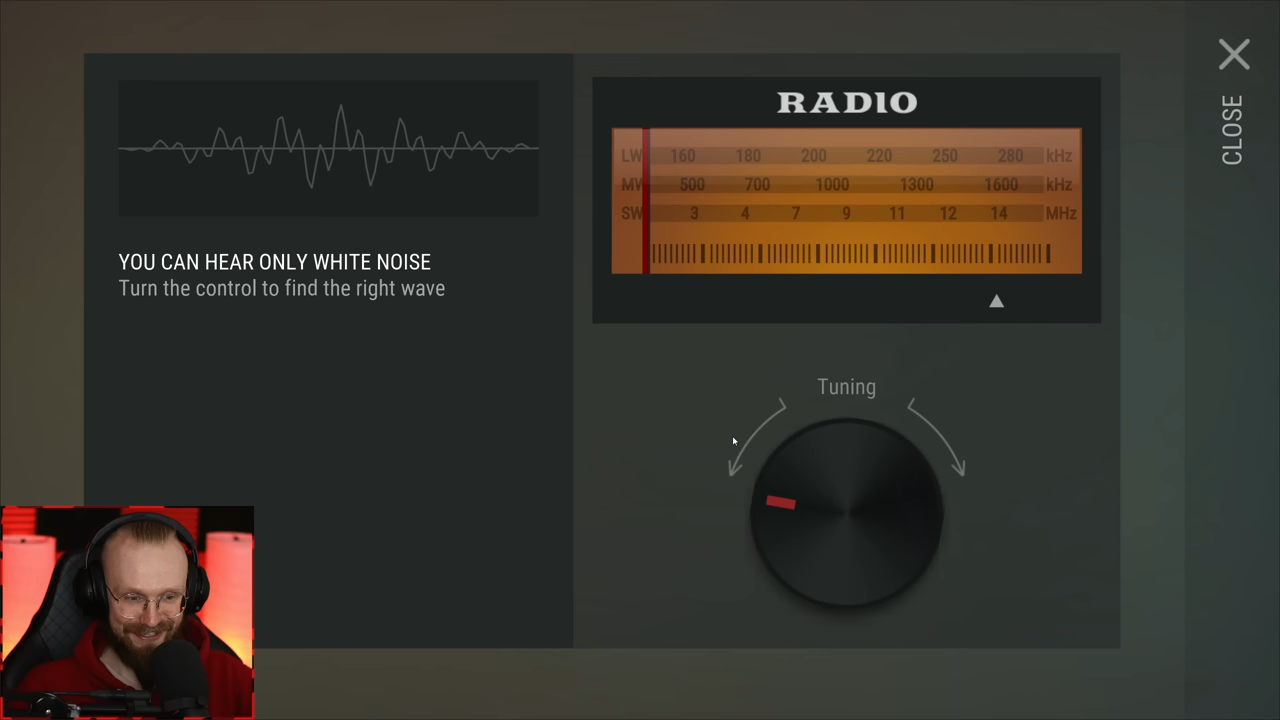 RADIO
LW 160 180 200 220 250 280 kHz
MW 500 700 1000 1300 1600 kHz
SW 3 4 7 9 11 12 14 MHz
YOU CAN HEAR ONLY WHITE NOISE
Turn the control to find the right wave
Tuning
CLOSE